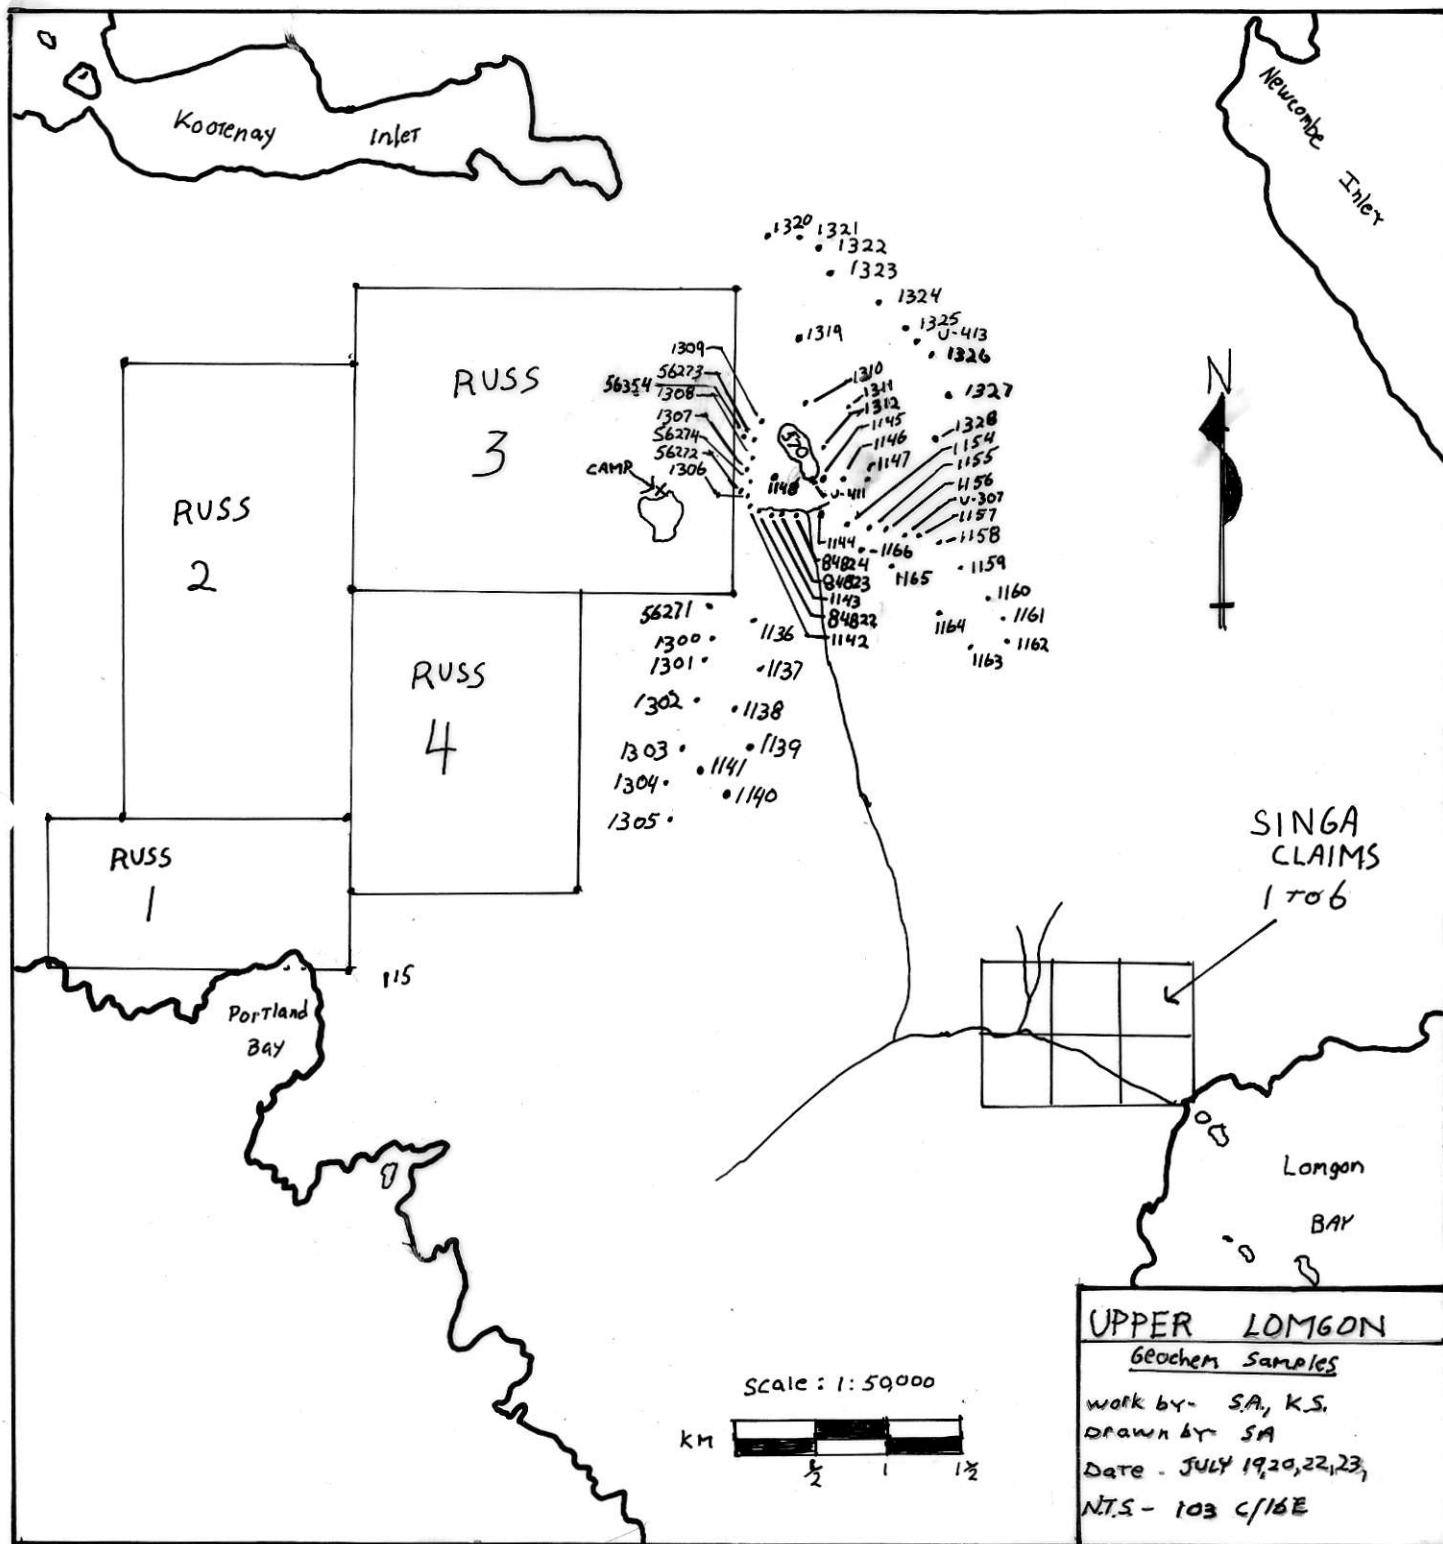 Kootenay Inlet
Newcombe
Inlet
1320
1321
1322
1323
1324
1325
U-413
1326
1319
1327
1309
56273
56354
1308
1307
56274
56272
1306
1310
1311
1312
1145
1146
1147
1328
1154
1155
1156
U-307
1157
1158
570
1148
U-411
RUSS
3
CAMP
RUSS
2
1144
1166
84824
84823
1165
1143
84822
1142
1159
1160
1161
1162
1163
1164
N
56271
1300
1301
1302
1303
1304
1305
1136
1137
1138
1139
1141
1140
RUSS
4
RUSS
1
115
SINGA
CLAIMS
1 TO 6
Portland
Bay
Lomgon
BAY
Scale: 1:50,000
KM
1/2 1 1 1/2
UPPER LOMGON
Geochem Samples
Work by- S.A., K.S.
Drawn by- SA
Date - JULY 19,20,22,23,
N.T.S - 103 C/16E